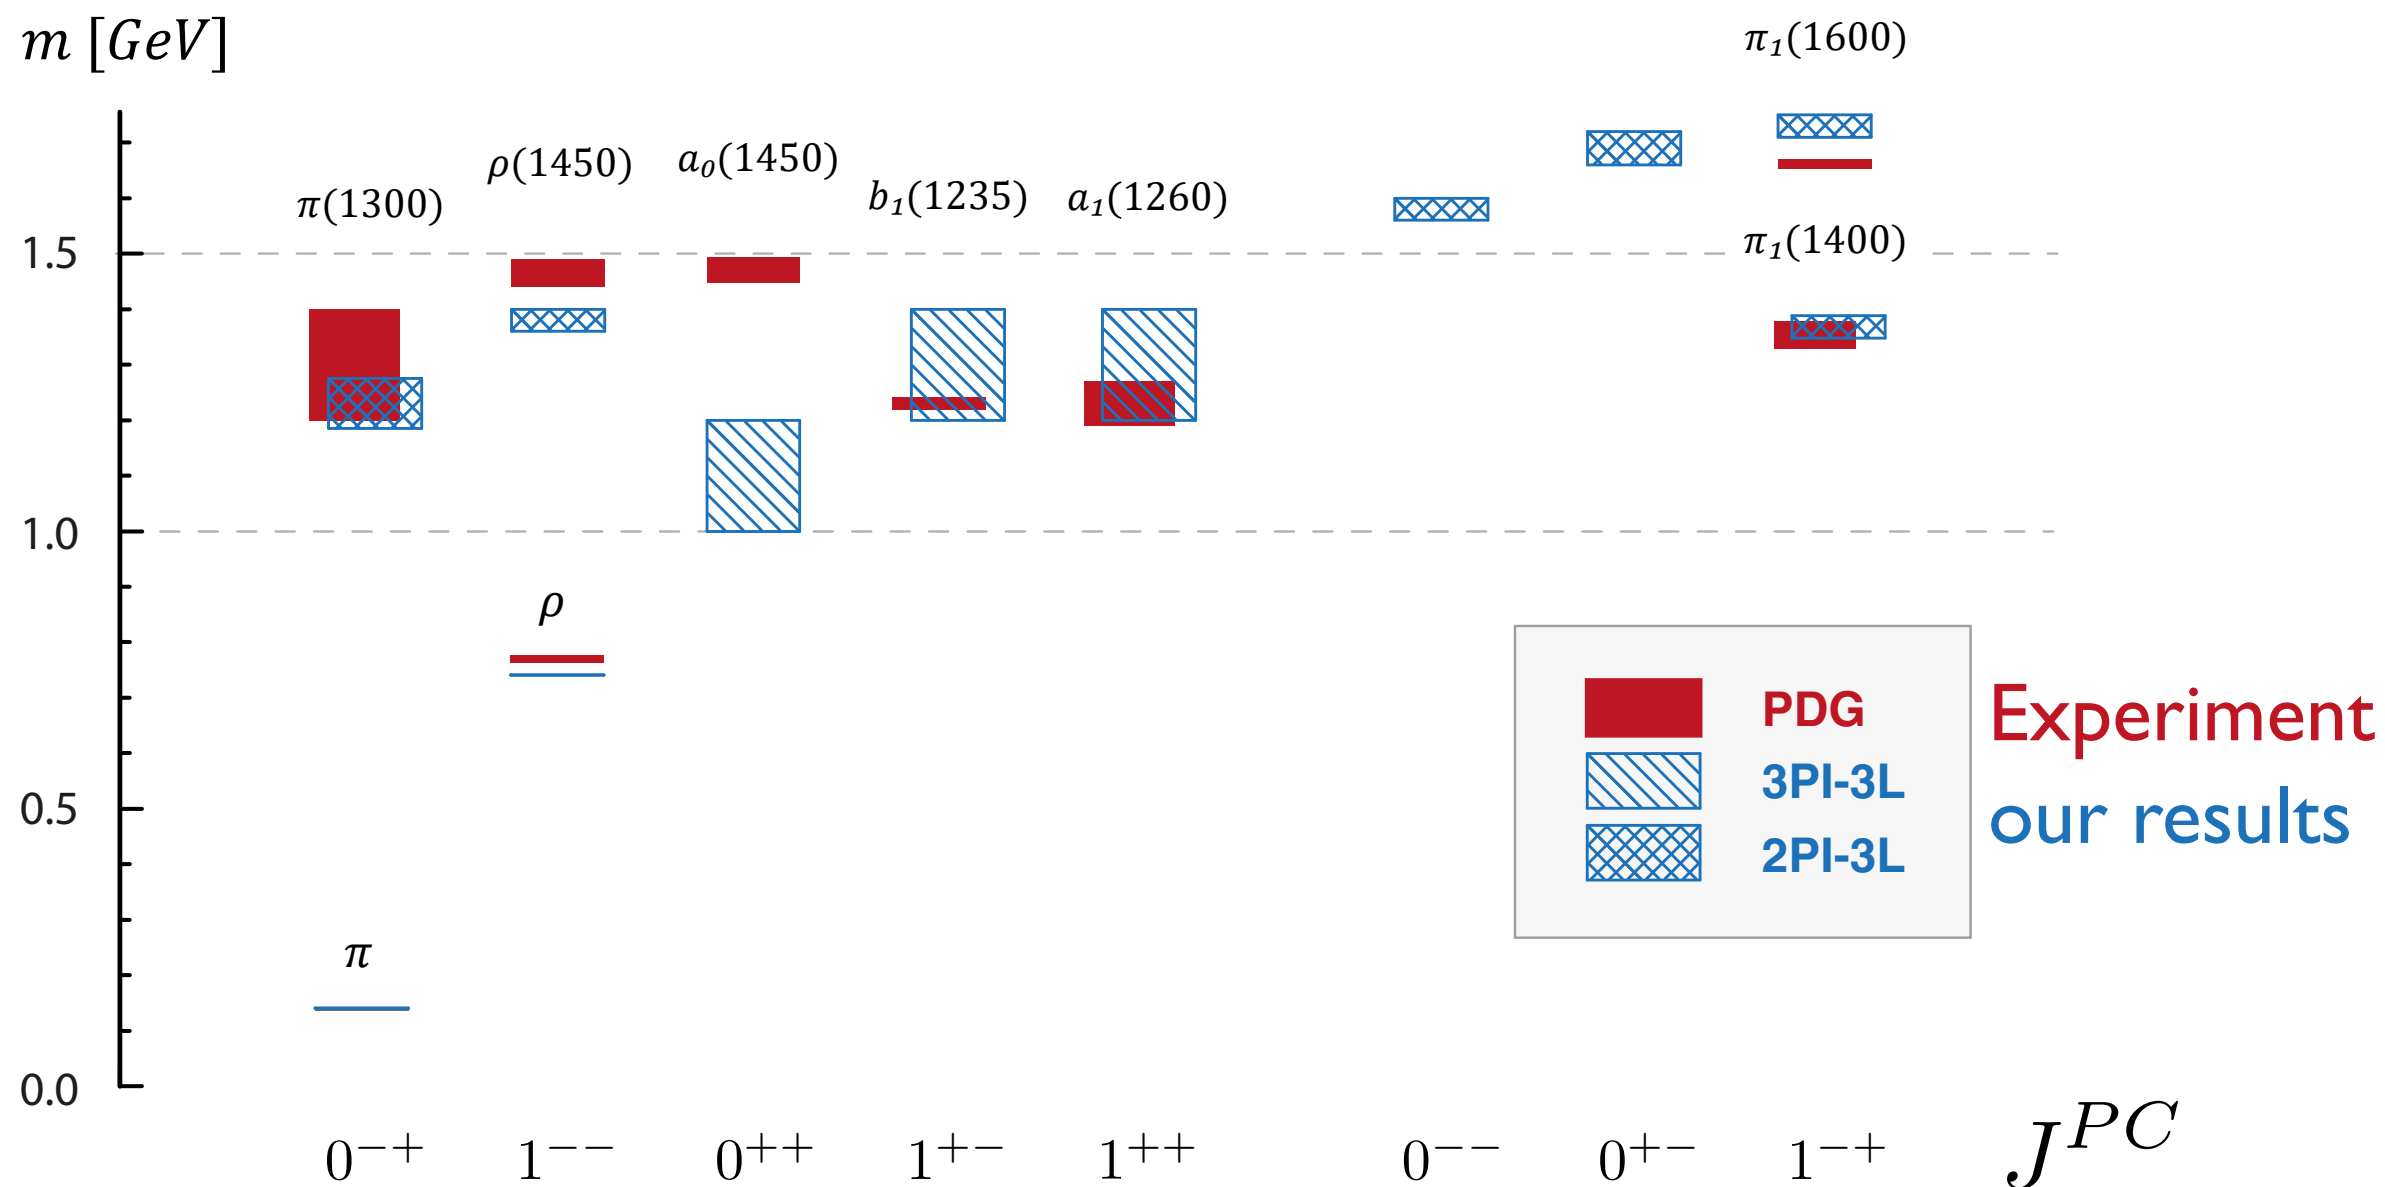 m [GeV]
π₁(1600)
ρ(1450)
a₀(1450)
π(1300)
b₁(1235)
a₁(1260)
1.5
π₁(1400)
1.0
ρ
0.5
π
0.0
PDG
3PI-3L
2PI-3L
Experiment
our results
0⁻⁺ 1⁻⁻ 0⁺⁺ 1⁺⁻ 1⁺⁺ 0⁻⁻ 0⁺⁻ 1⁻⁺ J^{PC}